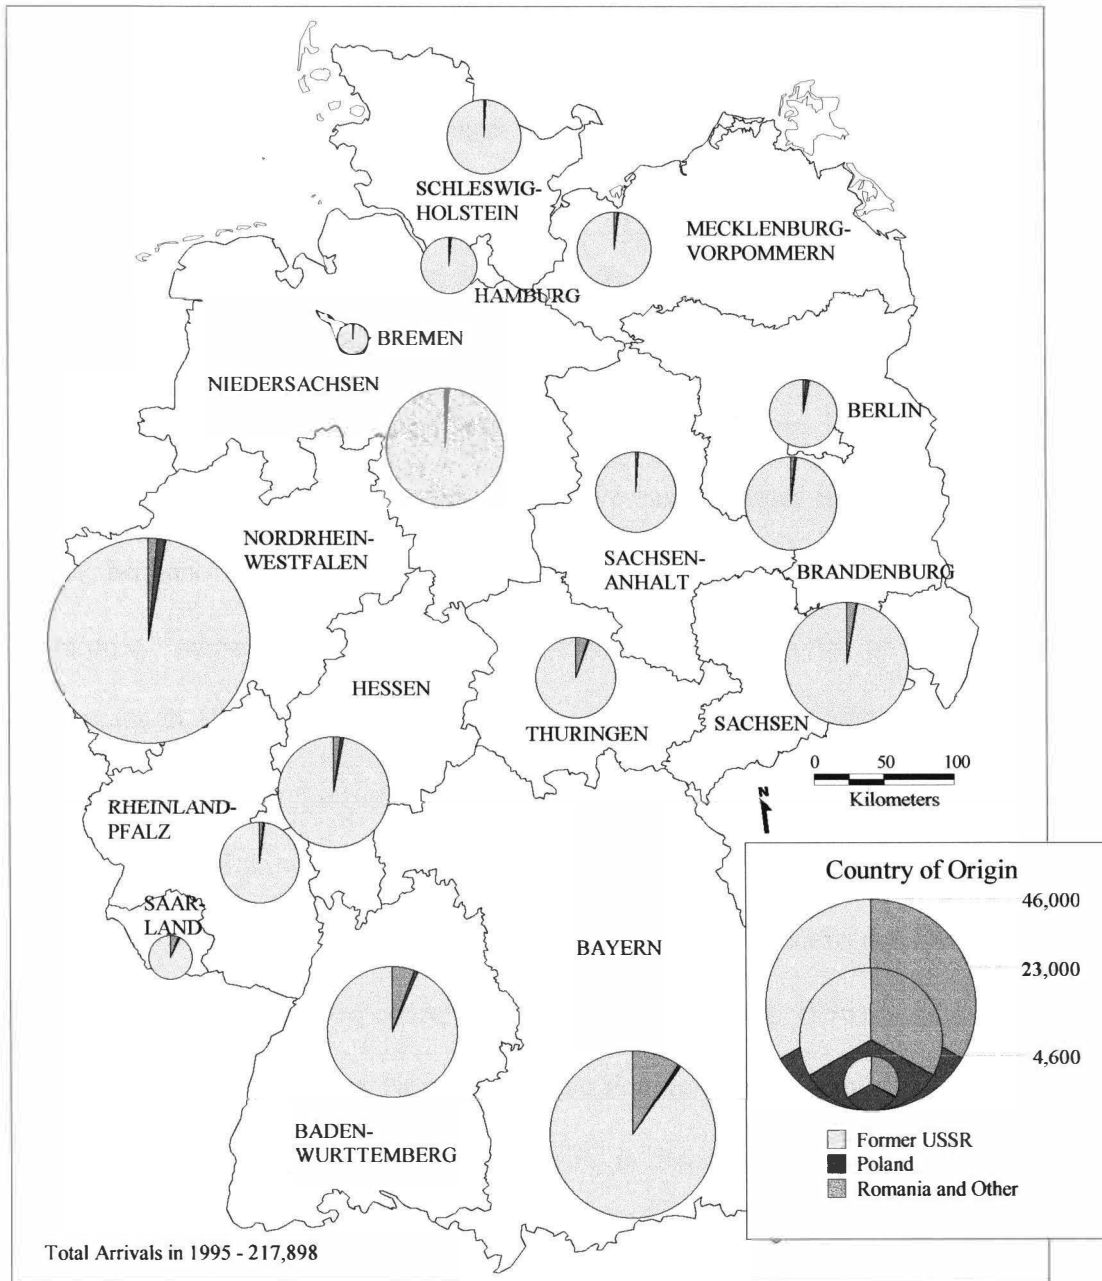 SCHLESWIG-
HOLSTEIN
MECKLENBURG-
VORPOMMERN
HAMBURG
BREMEN
NIEDERSACHSEN
BERLIN
NORDRHEIN-
WESTFALEN
SACHSEN-
ANHALT
BRANDENBURG
HESSEN
THURINGEN
SACHSEN
0 50 100
Kilometers
N
RHEINLAND-
PFALZ
SAAR-
LAND
BAYERN
BADEN-
WURTTEMBERG
Country of Origin
46,000
23,000
4,600
Former USSR
Poland
Romania and Other
Total Arrivals in 1995 - 217,898